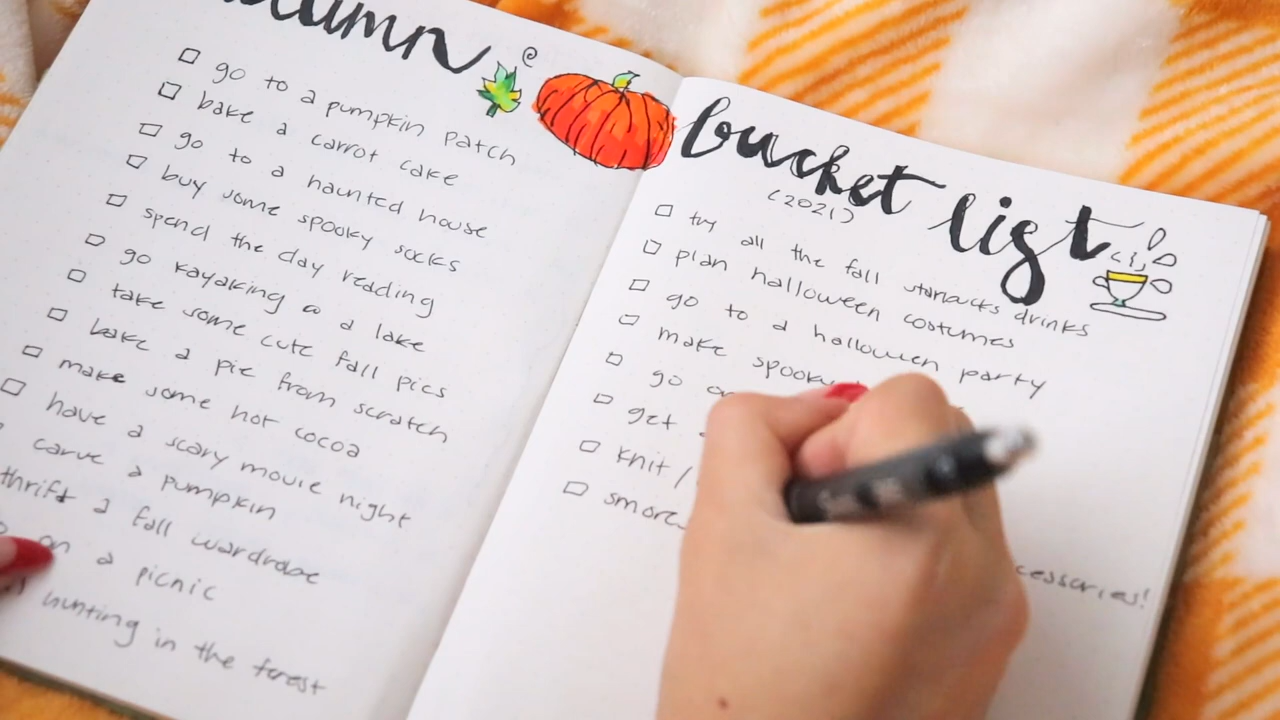 autumn
go to a pumpkin patch
bake a carrot cake
go to a haunted house
buy some spooky socks
spend the day reading
go kayaking @ a lake
take some cute fall pics
bake a pie from scratch
make some hot cocoa
have a scary movie night
carve a pumpkin
thrift a fall wardrobe
on a picnic
hunting in the forest
bucket list
(2021)
try all the fall starbucks drinks
plan halloween costumes
go to a halloween party
make spooky
go
get
knit /